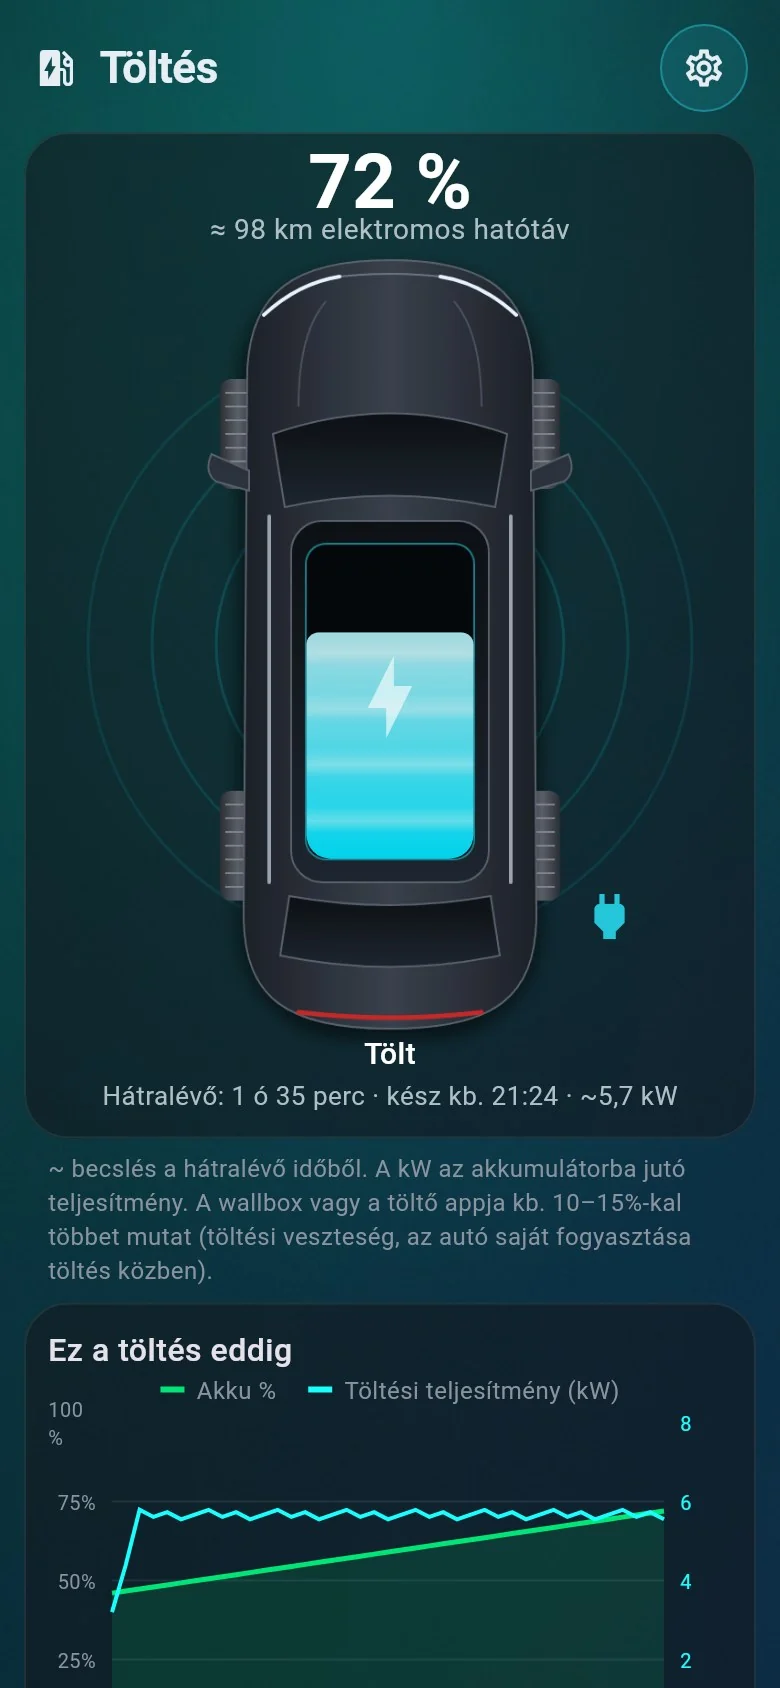 Töltés
72 %
≈ 98 km elektromos hatótáv
Tölt
Hátralévő: 1 ó 35 perc · kész kb. 21:24 · ~5,7 kW
~ becslés a hátralévő időből. A kW az akkumulátorba jutó
teljesítmény. A wallbox vagy a töltő appja kb. 10–15%-kal
többet mutat (töltési veszteség, az autó saját fogyasztása
töltés közben).
Ez a töltés eddig
Akku % Töltési teljesítmény (kW)
100
%
8
75% 6
50% 4
25% 2